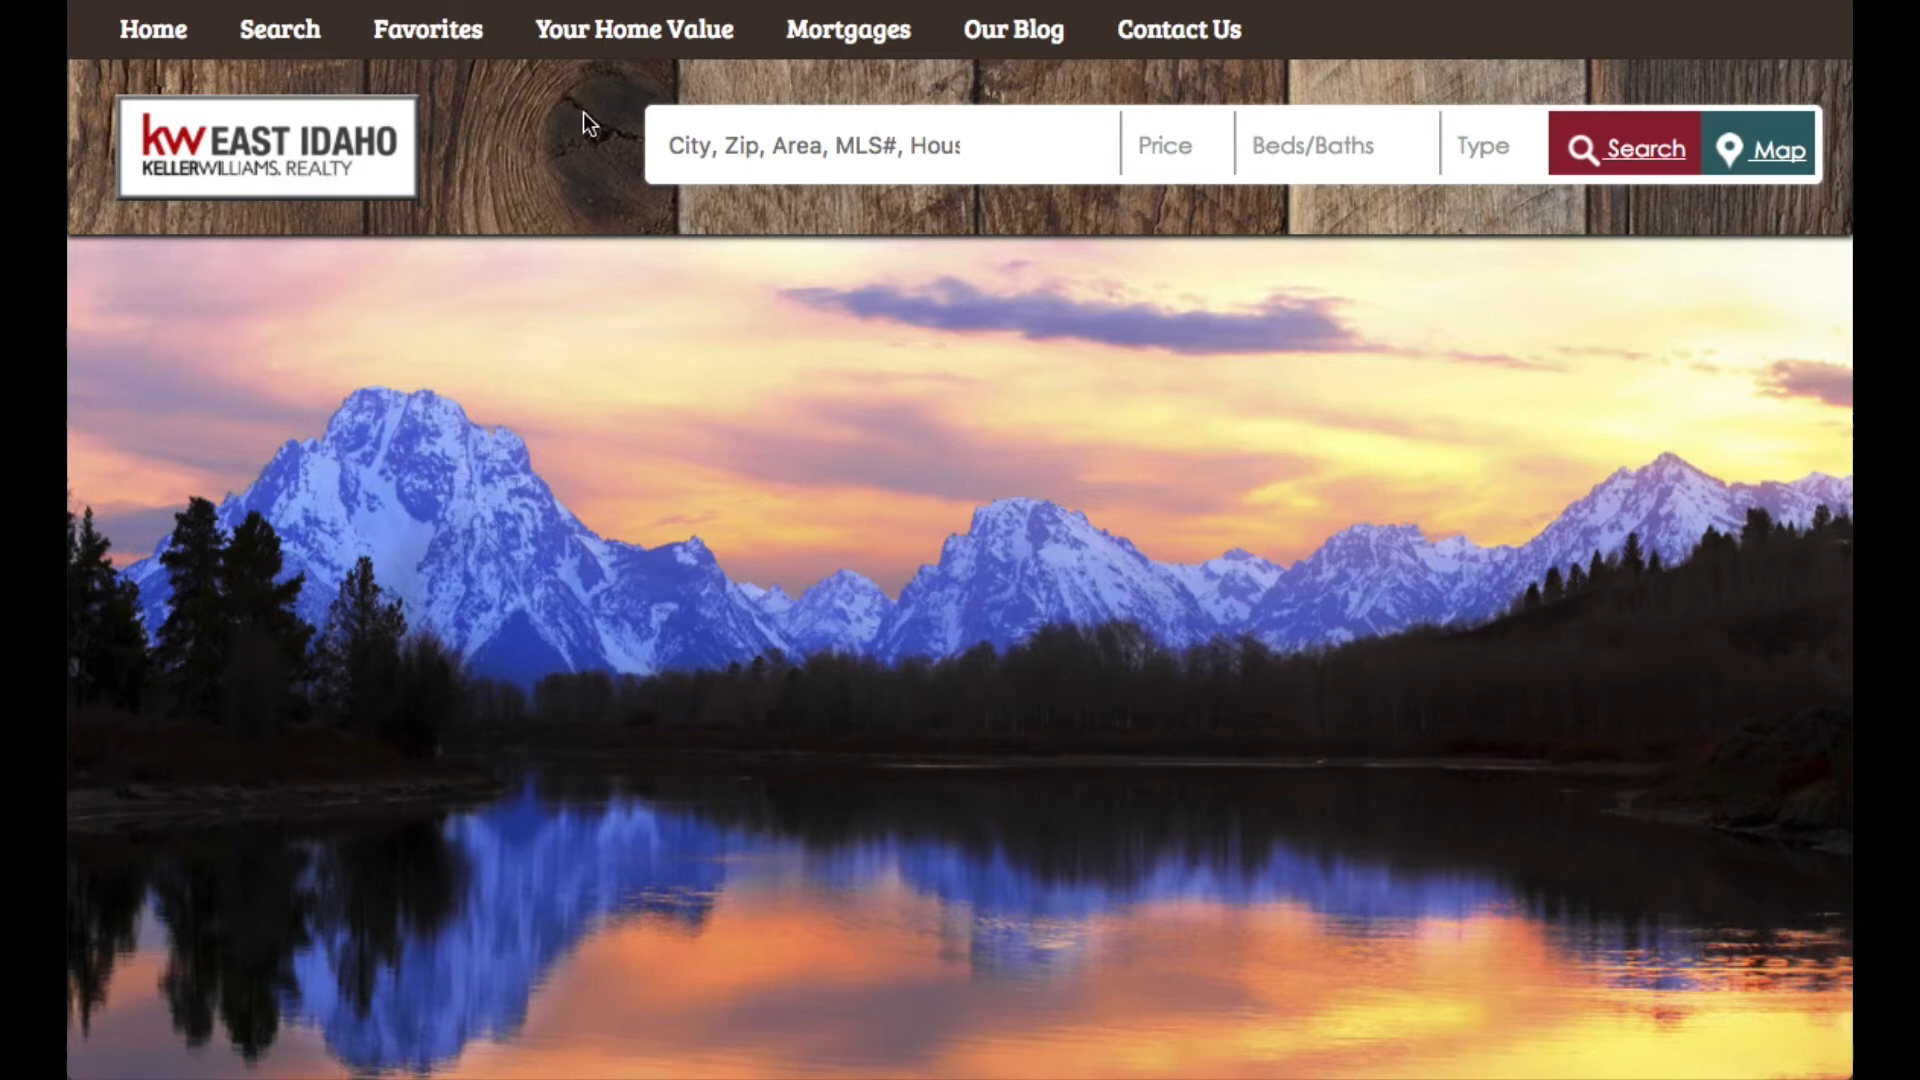 Home Search Favorites Your Home Value Mortgages Our Blog Contact Us
kw EAST IDAHO
KELLERWILLIAMS. REALTY
City, Zip, Area, MLS#, Hous Price Beds/Baths Type Search Map